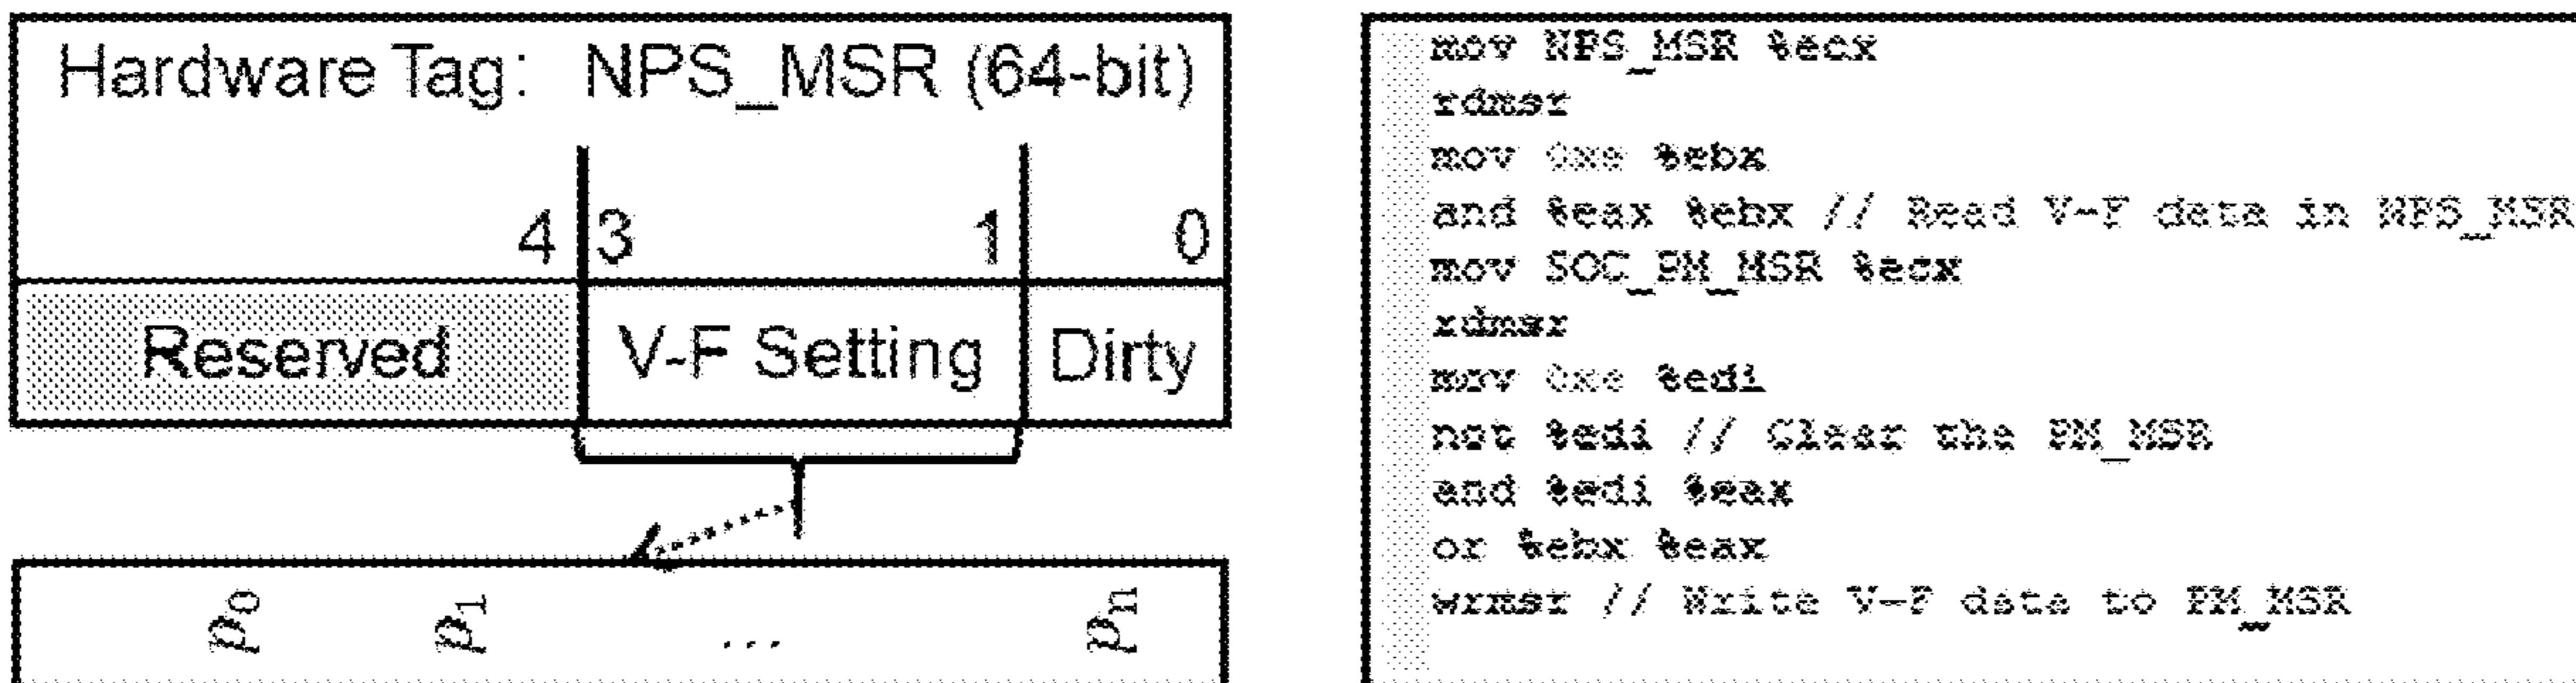 Hardware Tag: NPS_MSR (64-bit)
4 3 1 0
Reserved V-F Setting Dirty
p0 p1 ... pn
mov NPS_MSR %ecx
rdmsr
mov 0xe %ebx
and %eax %ebx // Read V-F data in NPS_MSR
mov SOC_PM_MSR %ecx
rdmsr
mov 0xe %edi
not %edi // Clear the PM_MSR
and %edi %eax
or %ebx %eax
wrmsr // Write V-F data to PM_MSR